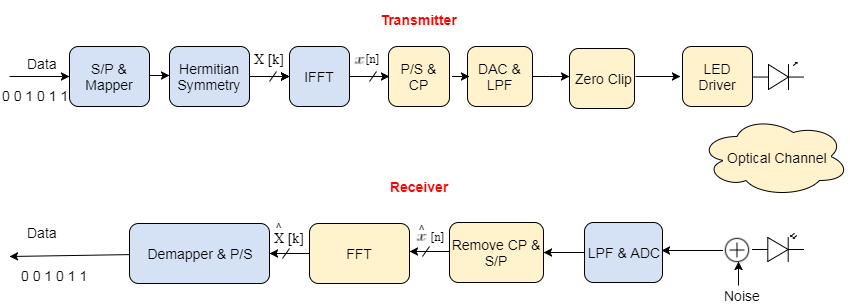 Transmitter
Data
0 0 1 0 1 1
S/P &
Mapper
Hermitian
Symmetry
X [k]
IFFT
x[n]
P/S &
CP
DAC &
LPF
Zero Clip
LED
Driver
Optical Channel
Receiver
Data
0 0 1 0 1 1
Demapper & P/S
X̂ [k]
FFT
x̂ [n]
Remove CP &
S/P
LPF & ADC
Noise